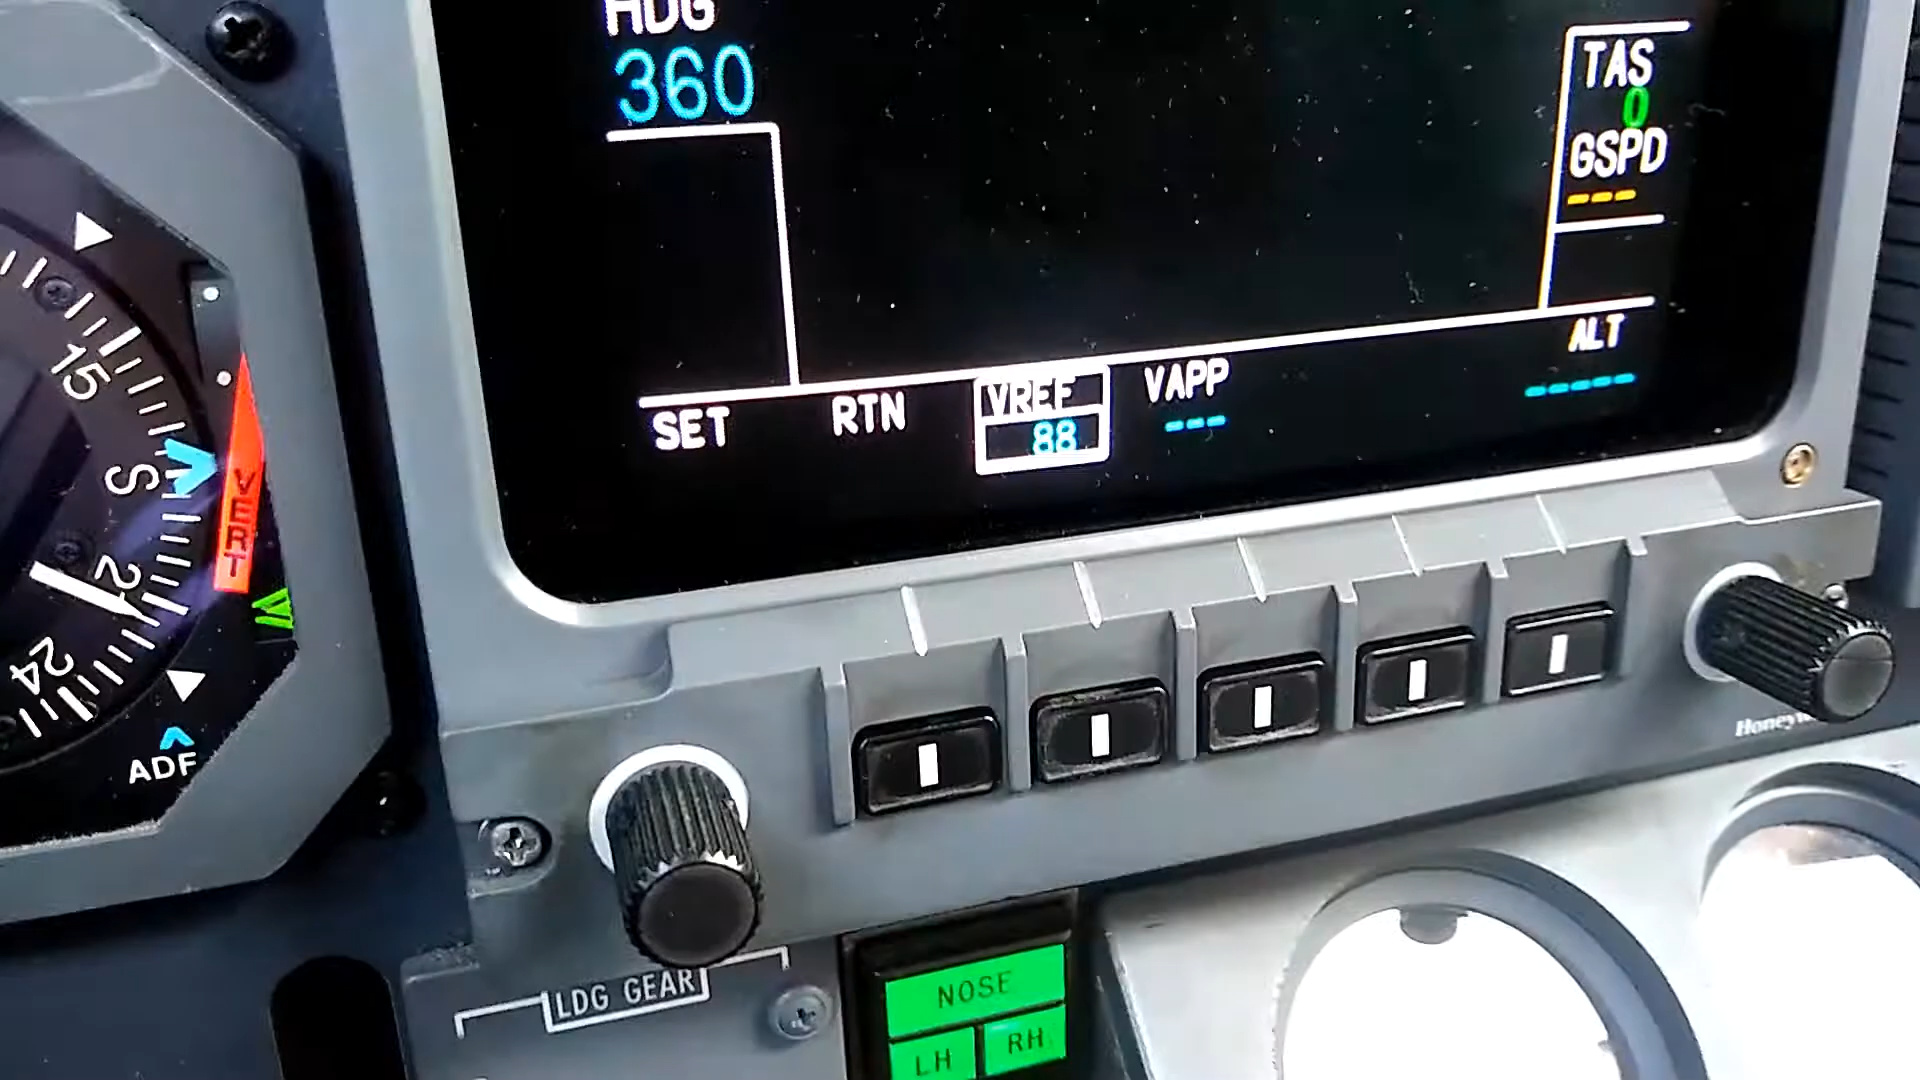 HDG
360
TAS
0
GSPD
---
ALT
-----
SET RTN VREF VAPP
88 ---
15
S
21
24
VERT
ADF
LDG GEAR
NOSE
LH RH